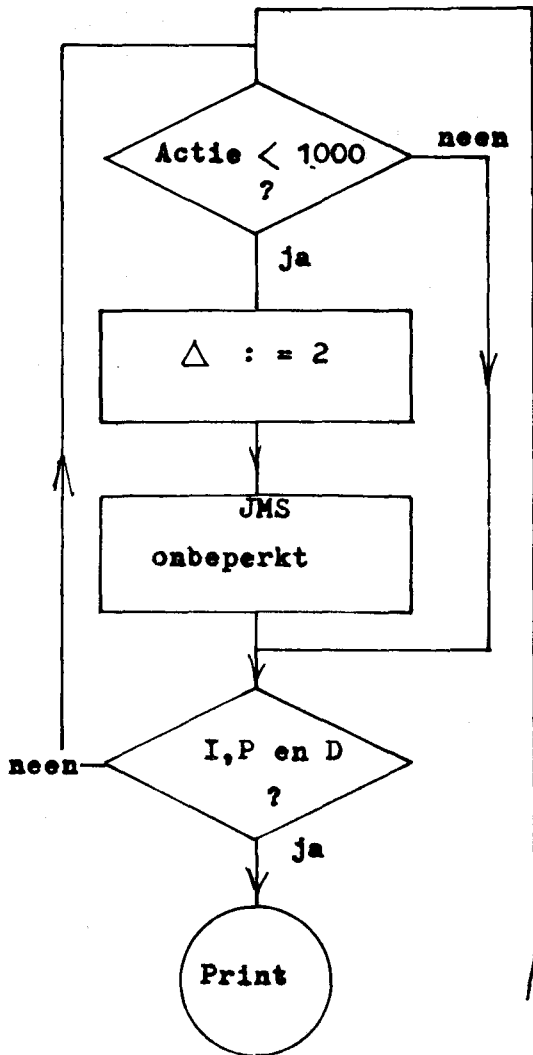 Actie < 1000
?
neen
ja
△ := 2
JMS
onbeperkt
I,P en D
?
neen
ja
Print